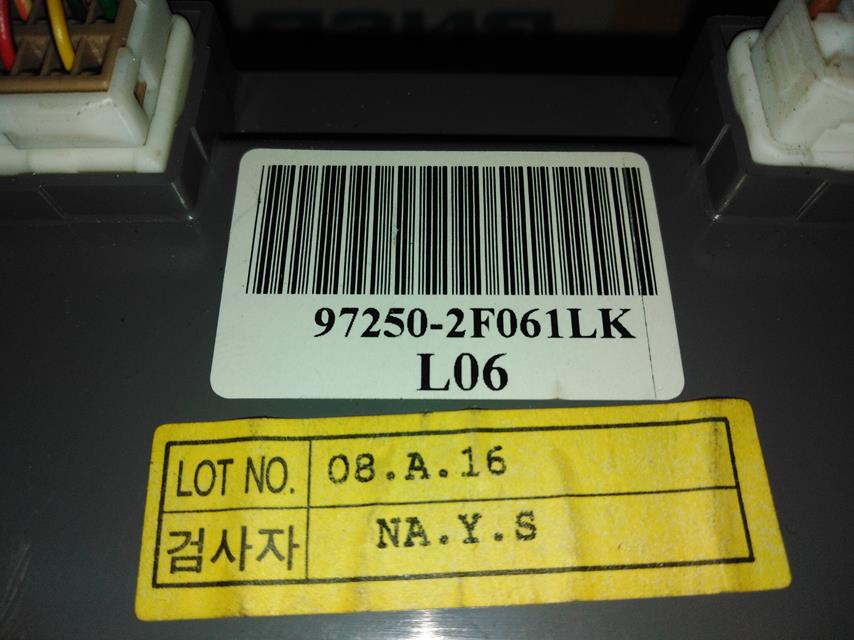 97250-2F061LK
L06
LOT NO. 08.A.16
검사자 NA.Y.S